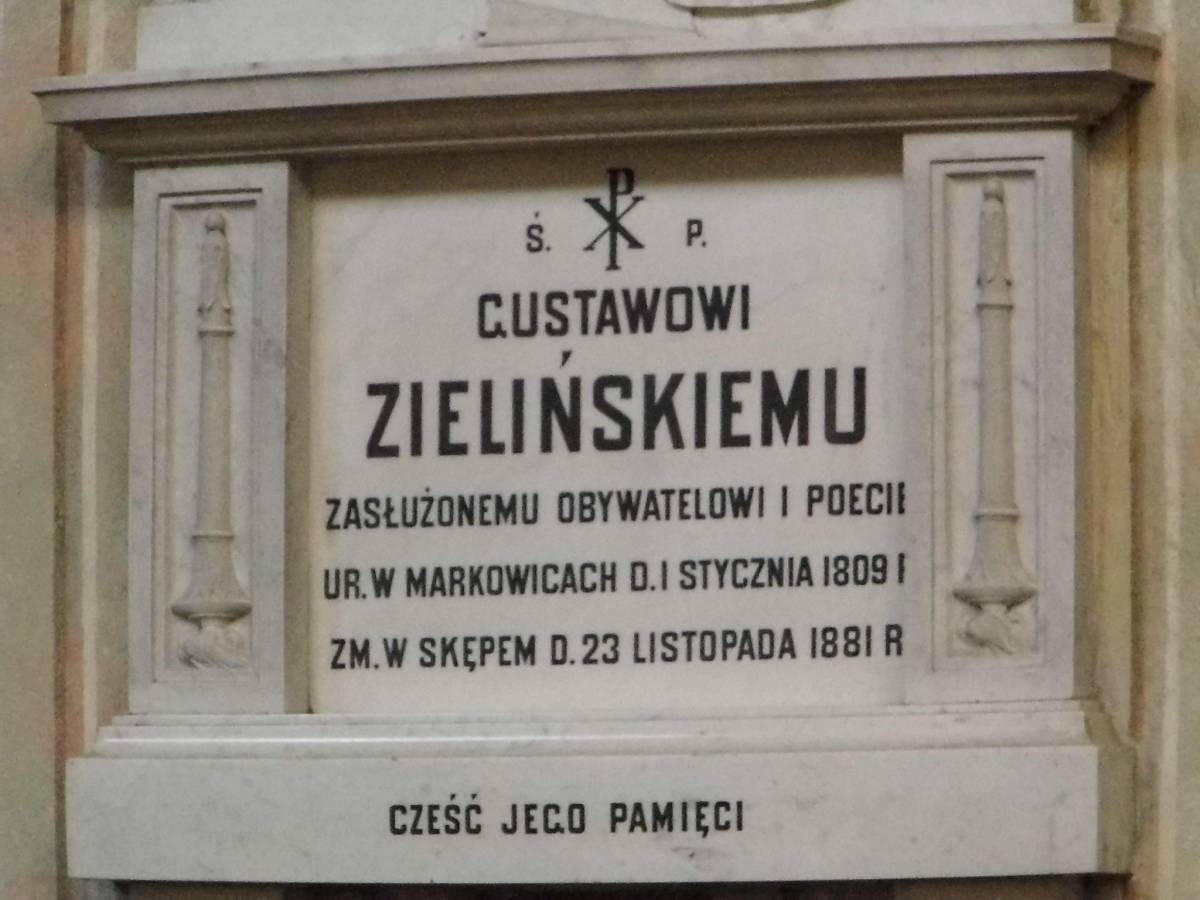 Ś. ☧ P.
GUSTAWOWI
ZIELIŃSKIEMU
ZASŁUŻONEMU OBYWATELOWI I POECIE
UR. W MARKOWICACH D. 1 STYCZNIA 1809 R
ZM. W SKĘPEM D. 23 LISTOPADA 1881 R
CZEŚĆ JEGO PAMIĘCI